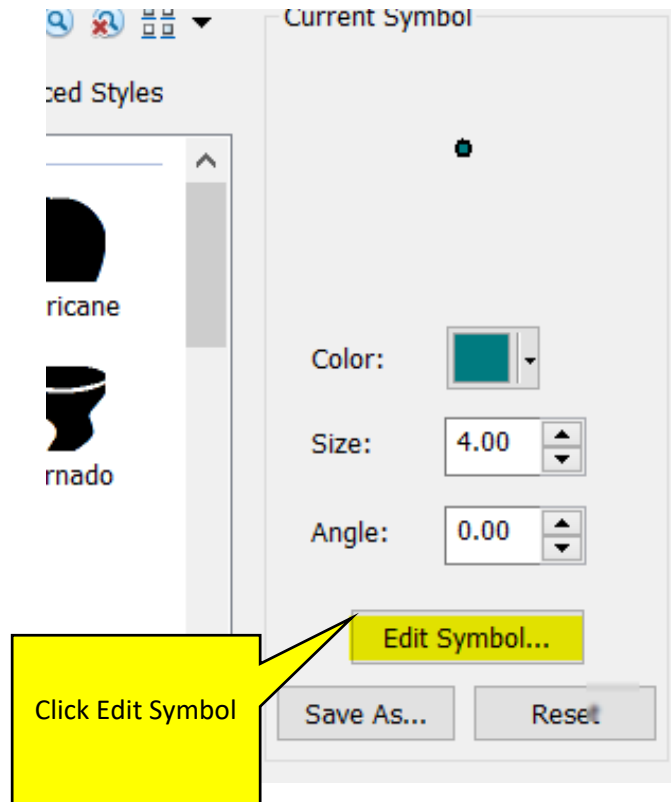 Current Symbol
ced Styles
ricane
Color:
Size:
4.00
rnado
Angle:
0.00
Edit Symbol...
Click Edit Symbol
Save As...
Reset